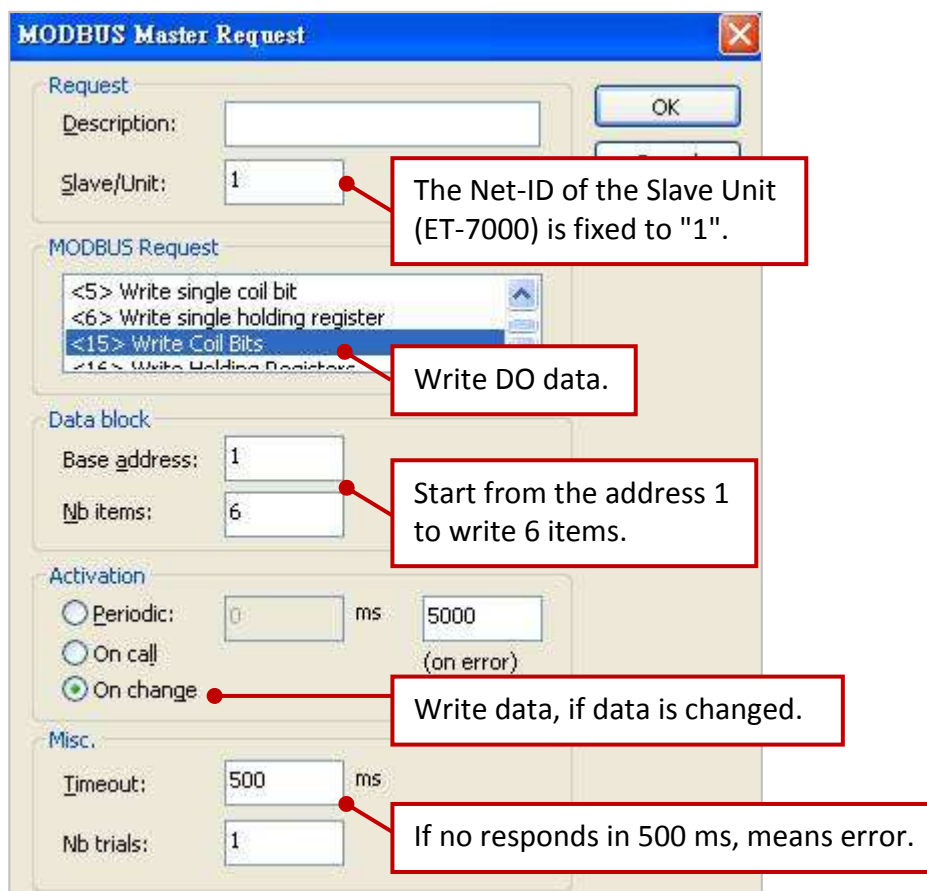 MODBUS Master Request
Request
OK
Description:
Slave/Unit: 1
The Net-ID of the Slave Unit
(ET-7000) is fixed to "1".
MODBUS Request
<5> Write single coil bit
<6> Write single holding register
<15> Write Coil Bits
<16> Write Holding Registers
Write DO data.
Data block
Base address: 1
Start from the address 1
Nb items: 6
to write 6 items.
Activation
Periodic: 0 ms 5000
On call (on error)
On change
Write data, if data is changed.
Misc.
Timeout: 500 ms
If no responds in 500 ms, means error.
Nb trials: 1